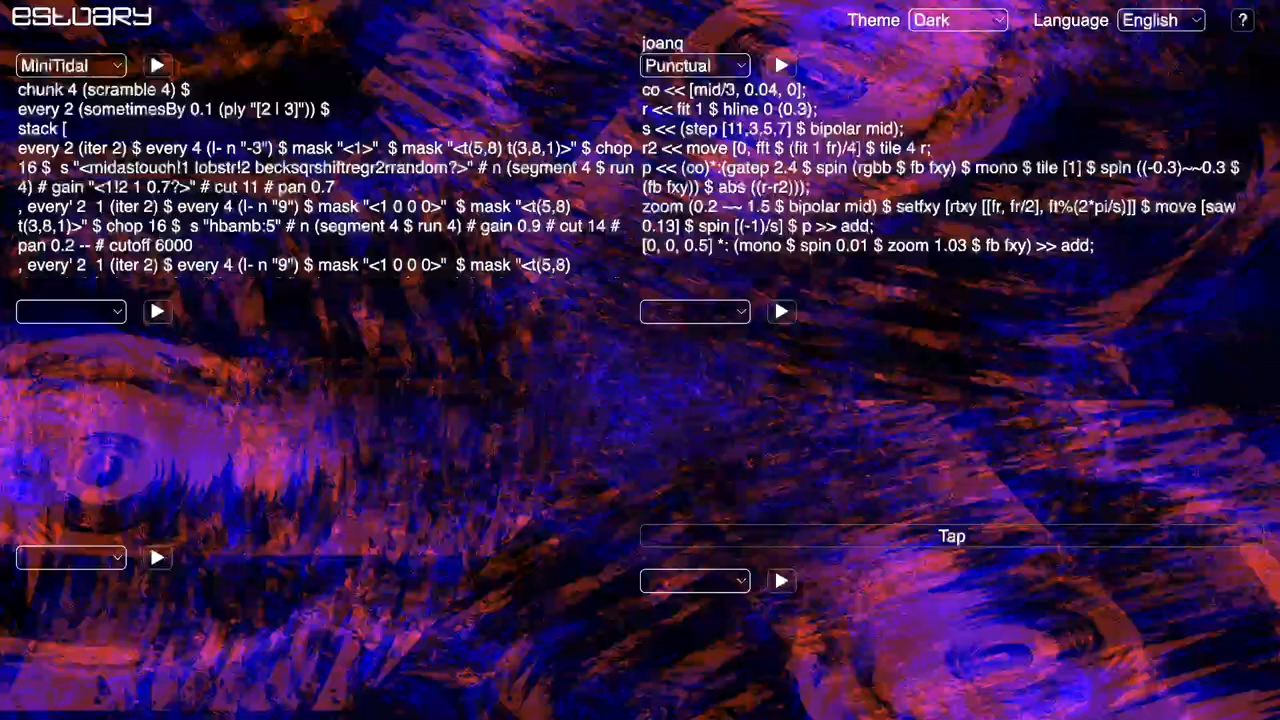 estuary
Theme Dark Language English ?
MiniTidal
chunk 4 (scramble 4) $
every 2 (sometimesBy 0.1 (ply "[2 | 3]")) $
stack [
every 2 (iter 2) $ every 4 (|- n "-3") $ mask "<1>"  $ mask "<t(5,8) t(3,8,1)>" $ chop
16 $  s "<midastouch!1 lobstr!2 becksqrshiftregr2rrandom?>" # n (segment 4 $ run
4) # gain "<1!2 1 0.7?>" # cut 11 # pan 0.7
, every' 2  1 (iter 2) $ every 4 (|- n "9") $ mask "<1 0 0 0>"  $ mask "<t(5,8)
t(3,8,1)>" $ chop 16 $  s "hbamb:5" # n (segment 4 $ run 4) # gain 0.9 # cut 14 #
pan 0.2 -- # cutoff 6000
, every' 2  1 (iter 2) $ every 4 (|- n "9") $ mask "<1 0 0 0>"  $ mask "<t(5,8)
joanq
Punctual
co << [mid/3, 0.04, 0];
r << fit 1 $ hline 0 (0.3);
s << (step [11,3,5,7] $ bipolar mid);
r2 << move [0, fft $ (fit 1 fr)/4] $ tile 4 r;
p << (co)*:(gatep 2.4 $ spin (rgbb $ fb fxy) $ mono $ tile [1] $ spin ((-0.3)~~0.3 $
(fb fxy)) $ abs ((r-r2)));
zoom (0.2 ~~ 1.5 $ bipolar mid) $ setfxy [rtxy [[fr, fr/2], ft%(2*pi/s)]] $ move [saw
0.13] $ spin [(-1)/s] $ p >> add;
[0, 0, 0.5] *: (mono $ spin 0.01 $ zoom 1.03 $ fb fxy) >> add;
Tap